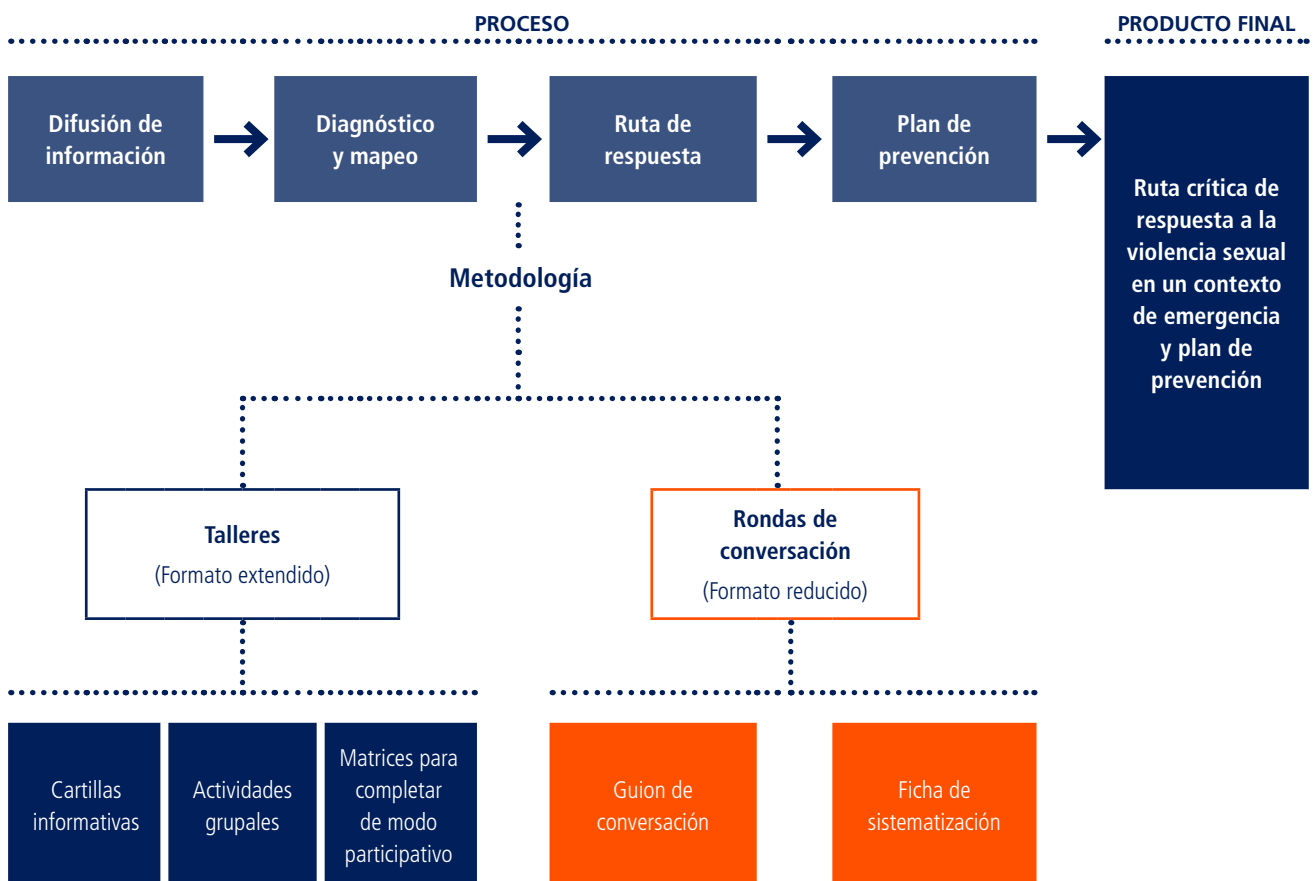 PROCESO
PRODUCTO FINAL
Difusión de
información
Diagnóstico
y mapeo
Ruta de
respuesta
Plan de
prevención
Ruta crítica de
respuesta a la
violencia sexual
en un contexto
de emergencia
y plan de
prevención
Metodología
Talleres
(Formato extendido)
Rondas de
conversación
(Formato reducido)
Cartillas
informativas
Actividades
grupales
Matrices para
completar
de modo
participativo
Guion de
conversación
Ficha de
sistematización